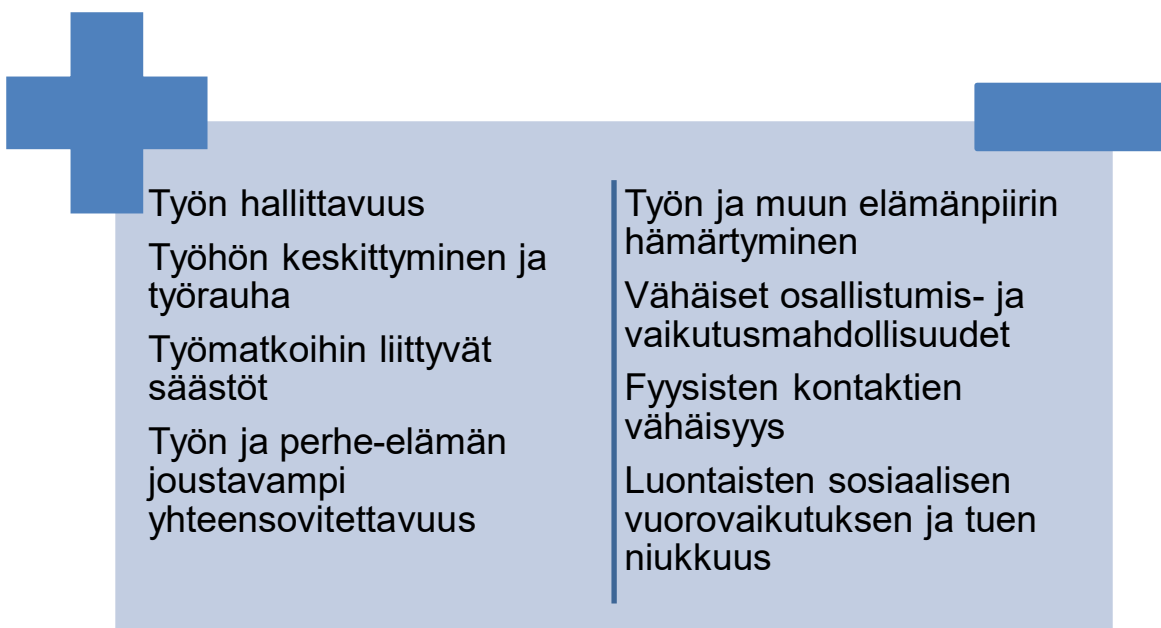 Työn hallittavuus
Työhön keskittyminen ja
työrauha
Työmatkoihin liittyvät
säästöt
Työn ja perhe-elämän
joustavampi
yhteensovitettavuus
Työn ja muun elämänpiirin
hämärtyminen
Vähäiset osallistumis- ja
vaikutusmahdollisuudet
Fyysisten kontaktien
vähäisyys
Luontaisten sosiaalisen
vuorovaikutuksen ja tuen
niukkuus